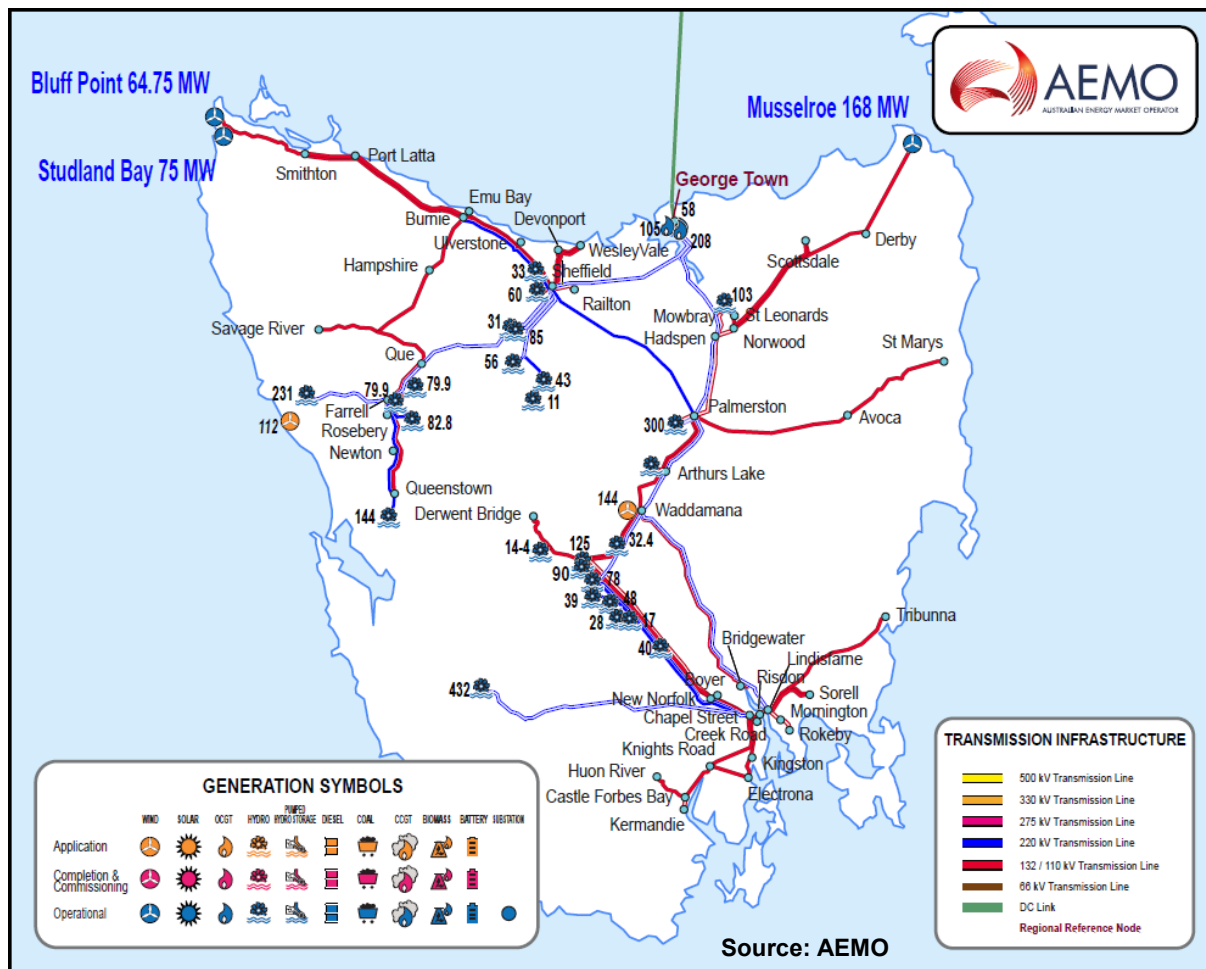 Bluff Point 64.75 MW
Studland Bay 75 MW
Musselroe 168 MW
AEMO
AUSTRALIAN ENERGY MARKET OPERATOR
Smithton
Port Latta
Emu Bay
Burnie
Devonport
Ulverstone
Wesley Vale
George Town
58
105
208
Derby
Scottsdale
Hampshire
33
Sheffield
60
Railton
103
Mowbray
St Leonards
Hadspen
Norwood
St Marys
Savage River
31
85
Que
56
43
11
231
79.9
79.9
112
Farrell
Rosebery
82.8
Newton
300
Palmerston
Avoca
Arthurs Lake
Queenstown
144
Derwent Bridge
144
Waddamana
14-4
125
32.4
90
78
39
48
28
17
40
Tribunna
Bridgewater
Lindisfarne
Risdon
Boyer
432
New Norfolk
Sorell
Mornington
Chapel Street
Creek Road
Rokeby
Knights Road
Kingston
Huon River
Electrona
Castle Forbes Bay
Kermandie
GENERATION SYMBOLS
WIND SOLAR OCGT HYDRO PUMPED HYDRO STORAGE DIESEL COAL CCGT BIOMASS BATTERY SUBSTATION
Application
Completion &
Commissioning
Operational
TRANSMISSION INFRASTRUCTURE
500 kV Transmission Line
330 kV Transmission Line
275 kV Transmission Line
220 kV Transmission Line
132 / 110 kV Transmission Line
66 kV Transmission Line
DC Link
Regional Reference Node
Source: AEMO